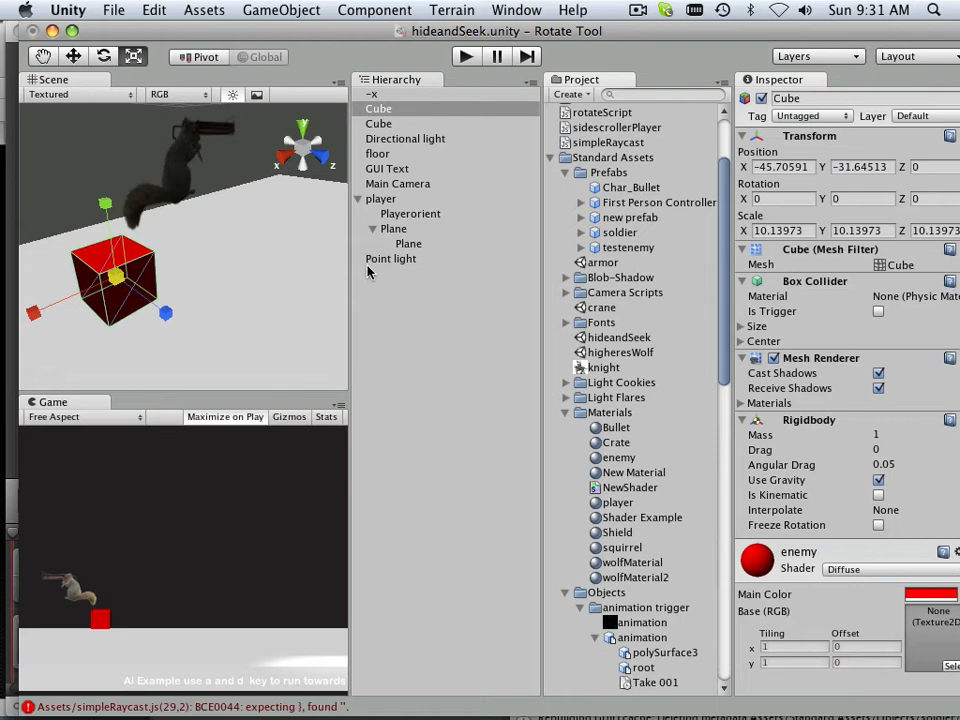 Unity File Edit Assets GameObject Component Terrain Window Help Sun 9:31 AM
hideandSeek.unity – Rotate Tool
Pivot Global Layers Layout
Scene
Textured RGB
y x z
Hierarchy
-x
Cube
Cube
Directional light
floor
GUI Text
Main Camera
player
Playerorient
Plane
Plane
Point light
Game
Free Aspect Maximize on Play Gizmos Stats
Ai Example use a and d key to run towards
Project
Create
rotateScript
sidescrollerPlayer
simpleRaycast
Standard Assets
Prefabs
Char_Bullet
First Person Controller
new prefab
soldier
testenemy
armor
Blob-Shadow
Camera Scripts
crane
Fonts
hideandSeek
higheresWolf
knight
Light Cookies
Light Flares
Materials
Bullet
Crate
enemy
New Material
NewShader
player
Shader Example
Shield
squirrel
wolfMaterial
wolfMaterial2
Objects
animation trigger
animation
animation
polySurface3
root
Take 001
Inspector
Cube
Tag Untagged Layer Default
Transform
Position
X -45.70591 Y -31.64513 Z 0
Rotation
X 0 Y 0 Z 0
Scale
X 10.13973 Y 10.13973 Z 10.13973
Cube (Mesh Filter)
Mesh Cube
Box Collider
Material None (Physic Mate
Is Trigger
Size
Center
Mesh Renderer
Cast Shadows
Receive Shadows
Materials
Rigidbody
Mass 1
Drag 0
Angular Drag 0.05
Use Gravity
Is Kinematic
Interpolate None
Freeze Rotation
enemy
Shader Diffuse
Main Color
Base (RGB) None
(Texture2D
Tiling Offset
x 1 0
y 1 0
Sele
Assets/simpleRaycast.js(29,2): BCE0044: expecting }, found ''.